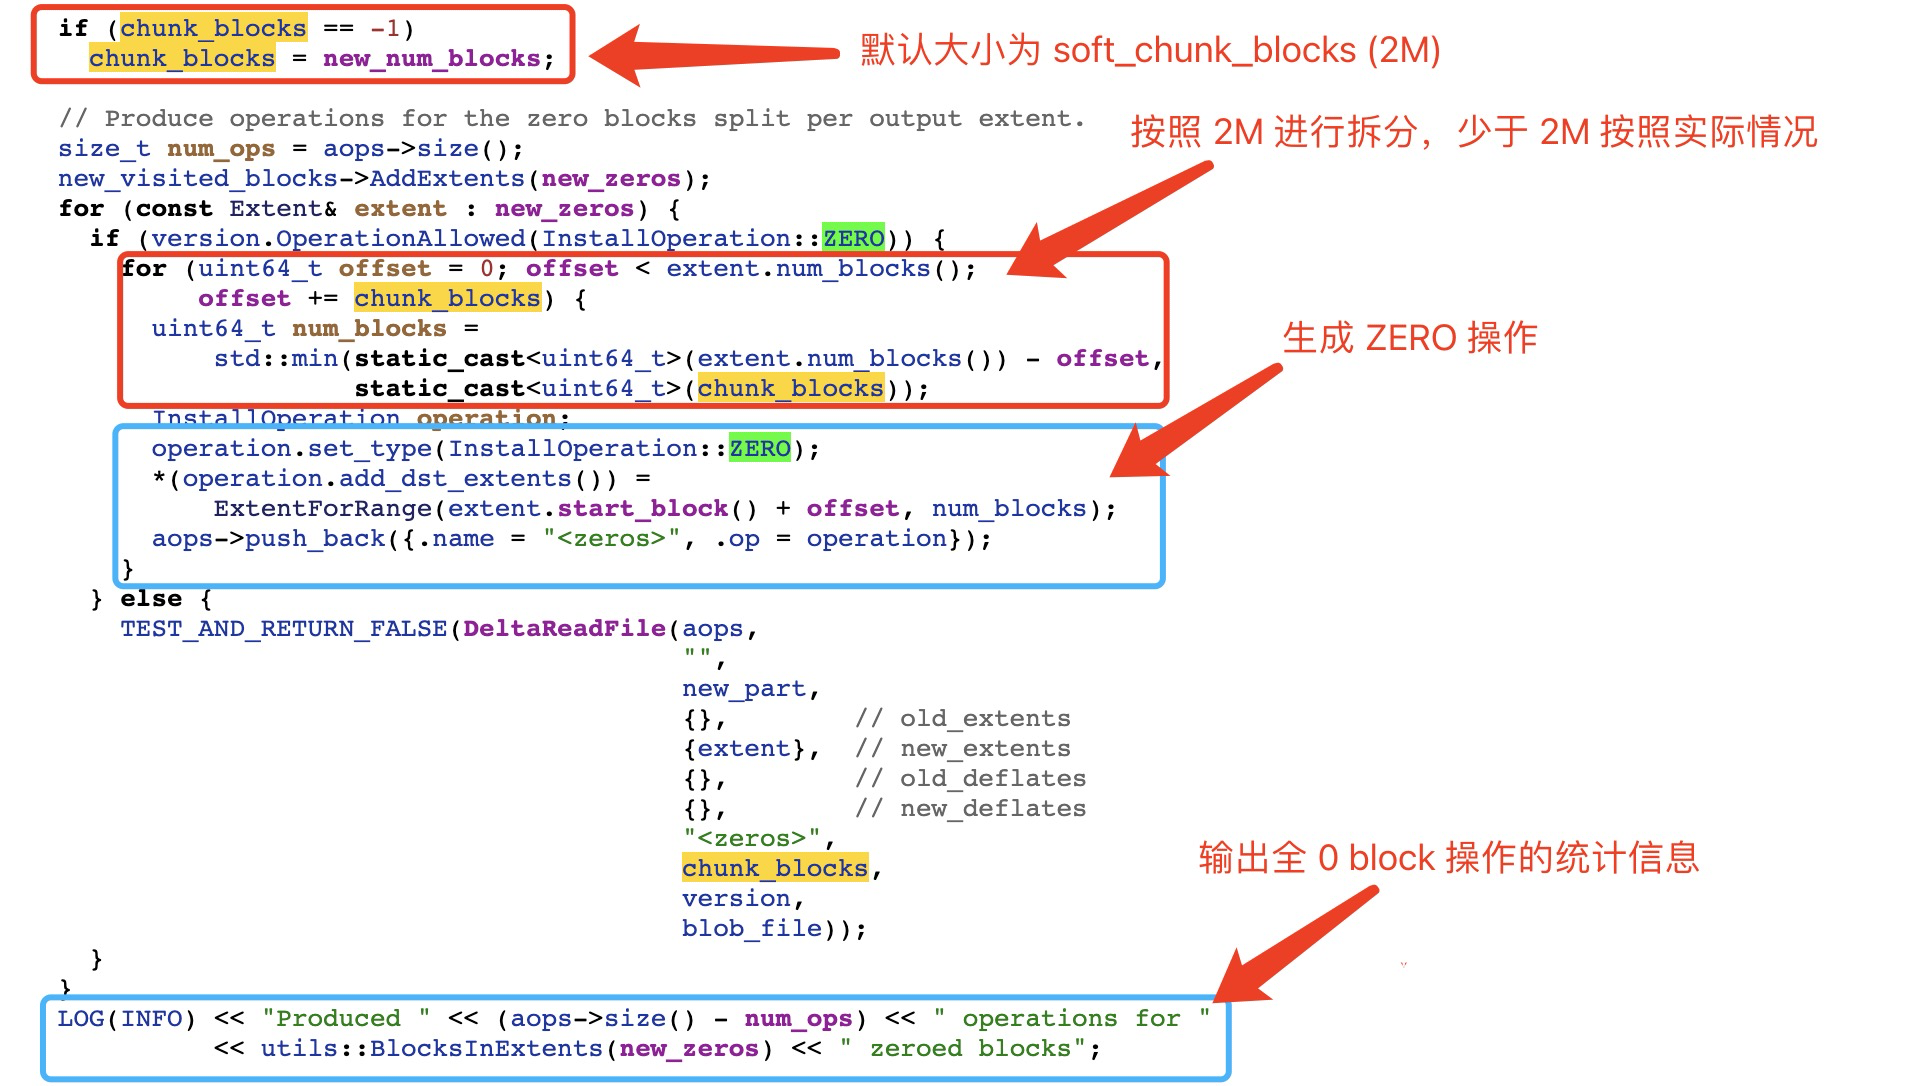 if (chunk_blocks == -1)
chunk_blocks = new_num_blocks;
默认大小为 soft_chunk_blocks (2M)
// Produce operations for the zero blocks split per output extent.
按照 2M 进行拆分，少于 2M 按照实际情况
size_t num_ops = aops->size();
new_visited_blocks->AddExtents(new_zeros);
for (const Extent& extent : new_zeros) {
if (version.OperationAllowed(InstallOperation::ZERO)) {
for (uint64_t offset = 0; offset < extent.num_blocks();
offset += chunk_blocks) {
uint64_t num_blocks =
生成 ZERO 操作
std::min(static_cast<uint64_t>(extent.num_blocks()) - offset,
static_cast<uint64_t>(chunk_blocks));
InstallOperation operation;
operation.set_type(InstallOperation::ZERO);
*(operation.add_dst_extents()) =
ExtentForRange(extent.start_block() + offset, num_blocks);
aops->push_back({.name = "<zeros>", .op = operation});
}
} else {
TEST_AND_RETURN_FALSE(DeltaReadFile(aops,
"",
new_part,
{}, // old_extents
{extent}, // new_extents
{}, // old_deflates
{}, // new_deflates
"<zeros>",
输出全 0 block 操作的统计信息
chunk_blocks,
version,
blob_file));
}
}
LOG(INFO) << "Produced " << (aops->size() - num_ops) << " operations for "
<< utils::BlocksInExtents(new_zeros) << " zeroed blocks";